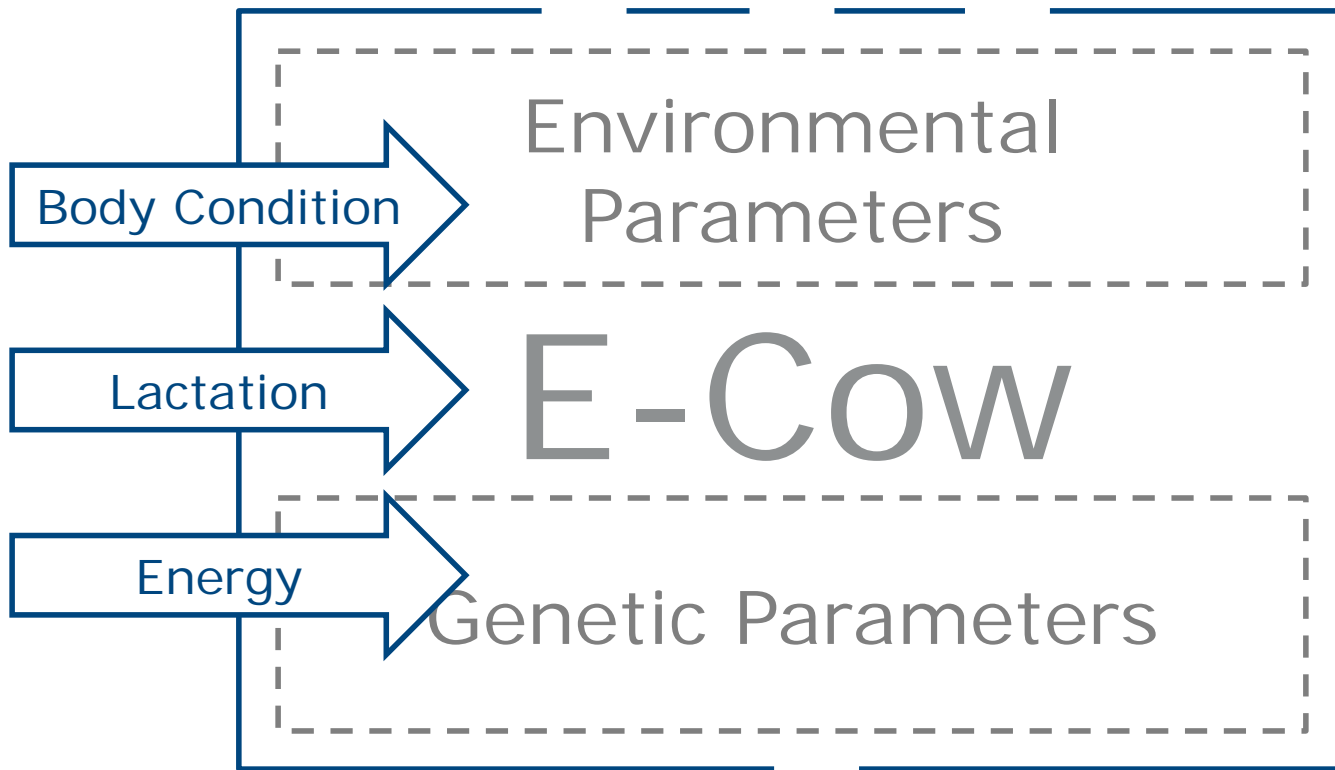 Environmental
Parameters
Body Condition
E-Cow
Lactation
Energy
Genetic Parameters